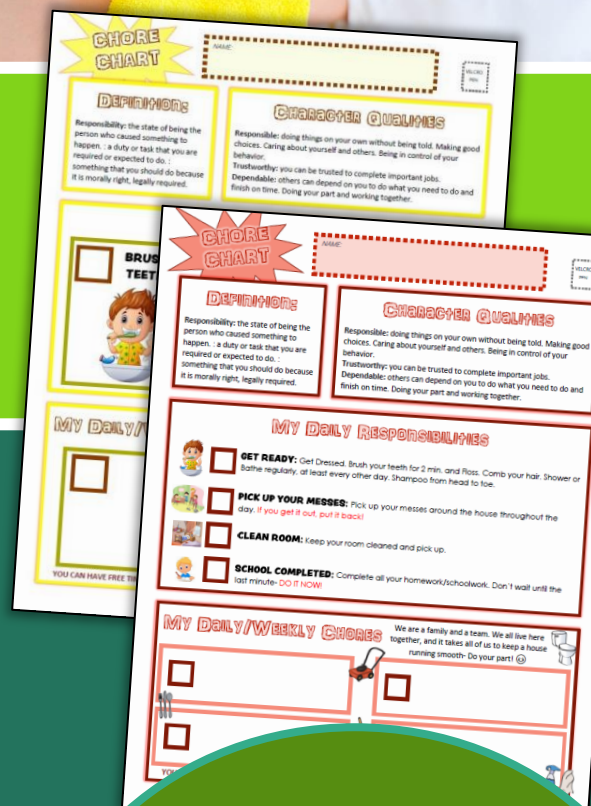 CHORE
CHART
NAME:
VELCRO
Definitions
Character Qualities
Responsibility: the state of being the
person who caused something to
happen. : a duty or task that you are
required or expected to do. :
something that you should do because
it is morally right, legally required.
Responsible: doing things on your own without being told. Making good
choices. Caring about yourself and others. Being in control of your
behavior.
Trustworthy: you can be trusted to complete important jobs.
Dependable: others can depend on you to do what you need to do and
finish on time. Doing your part and working together.
BRUS
TEET
My Daily/
YOU CAN HAVE FREE TI
CHORE
CHART
NAME:
VELCRO
Definitions
Character Qualities
Responsibility: the state of being the
person who caused something to
happen. : a duty or task that you are
required or expected to do. :
something that you should do because
it is morally right, legally required.
Responsible: doing things on your own without being told. Making good
choices. Caring about yourself and others. Being in control of your
behavior.
Trustworthy: you can be trusted to complete important jobs.
Dependable: others can depend on you to do what you need to do and
finish on time. Doing your part and working together.
My Daily Responsibilities
GET READY: Get Dressed. Brush your teeth for 2 min. and Floss. Comb your hair. Shower or
Bathe regularly, at least every other day. Shampoo from head to toe.
PICK UP YOUR MESSES: Pick up your messes around the house throughout the
day. If you get it out, put it back!
CLEAN ROOM: Keep your room cleaned and pick up.
SCHOOL COMPLETED: Complete all your homework/schoolwork. Don't wait until the
last minute- DO IT NOW!
My Daily/Weekly Chores
We are a family and a team. We all live here
together, and it takes all of us to keep a house
running smooth- Do your part! ☺
YOU